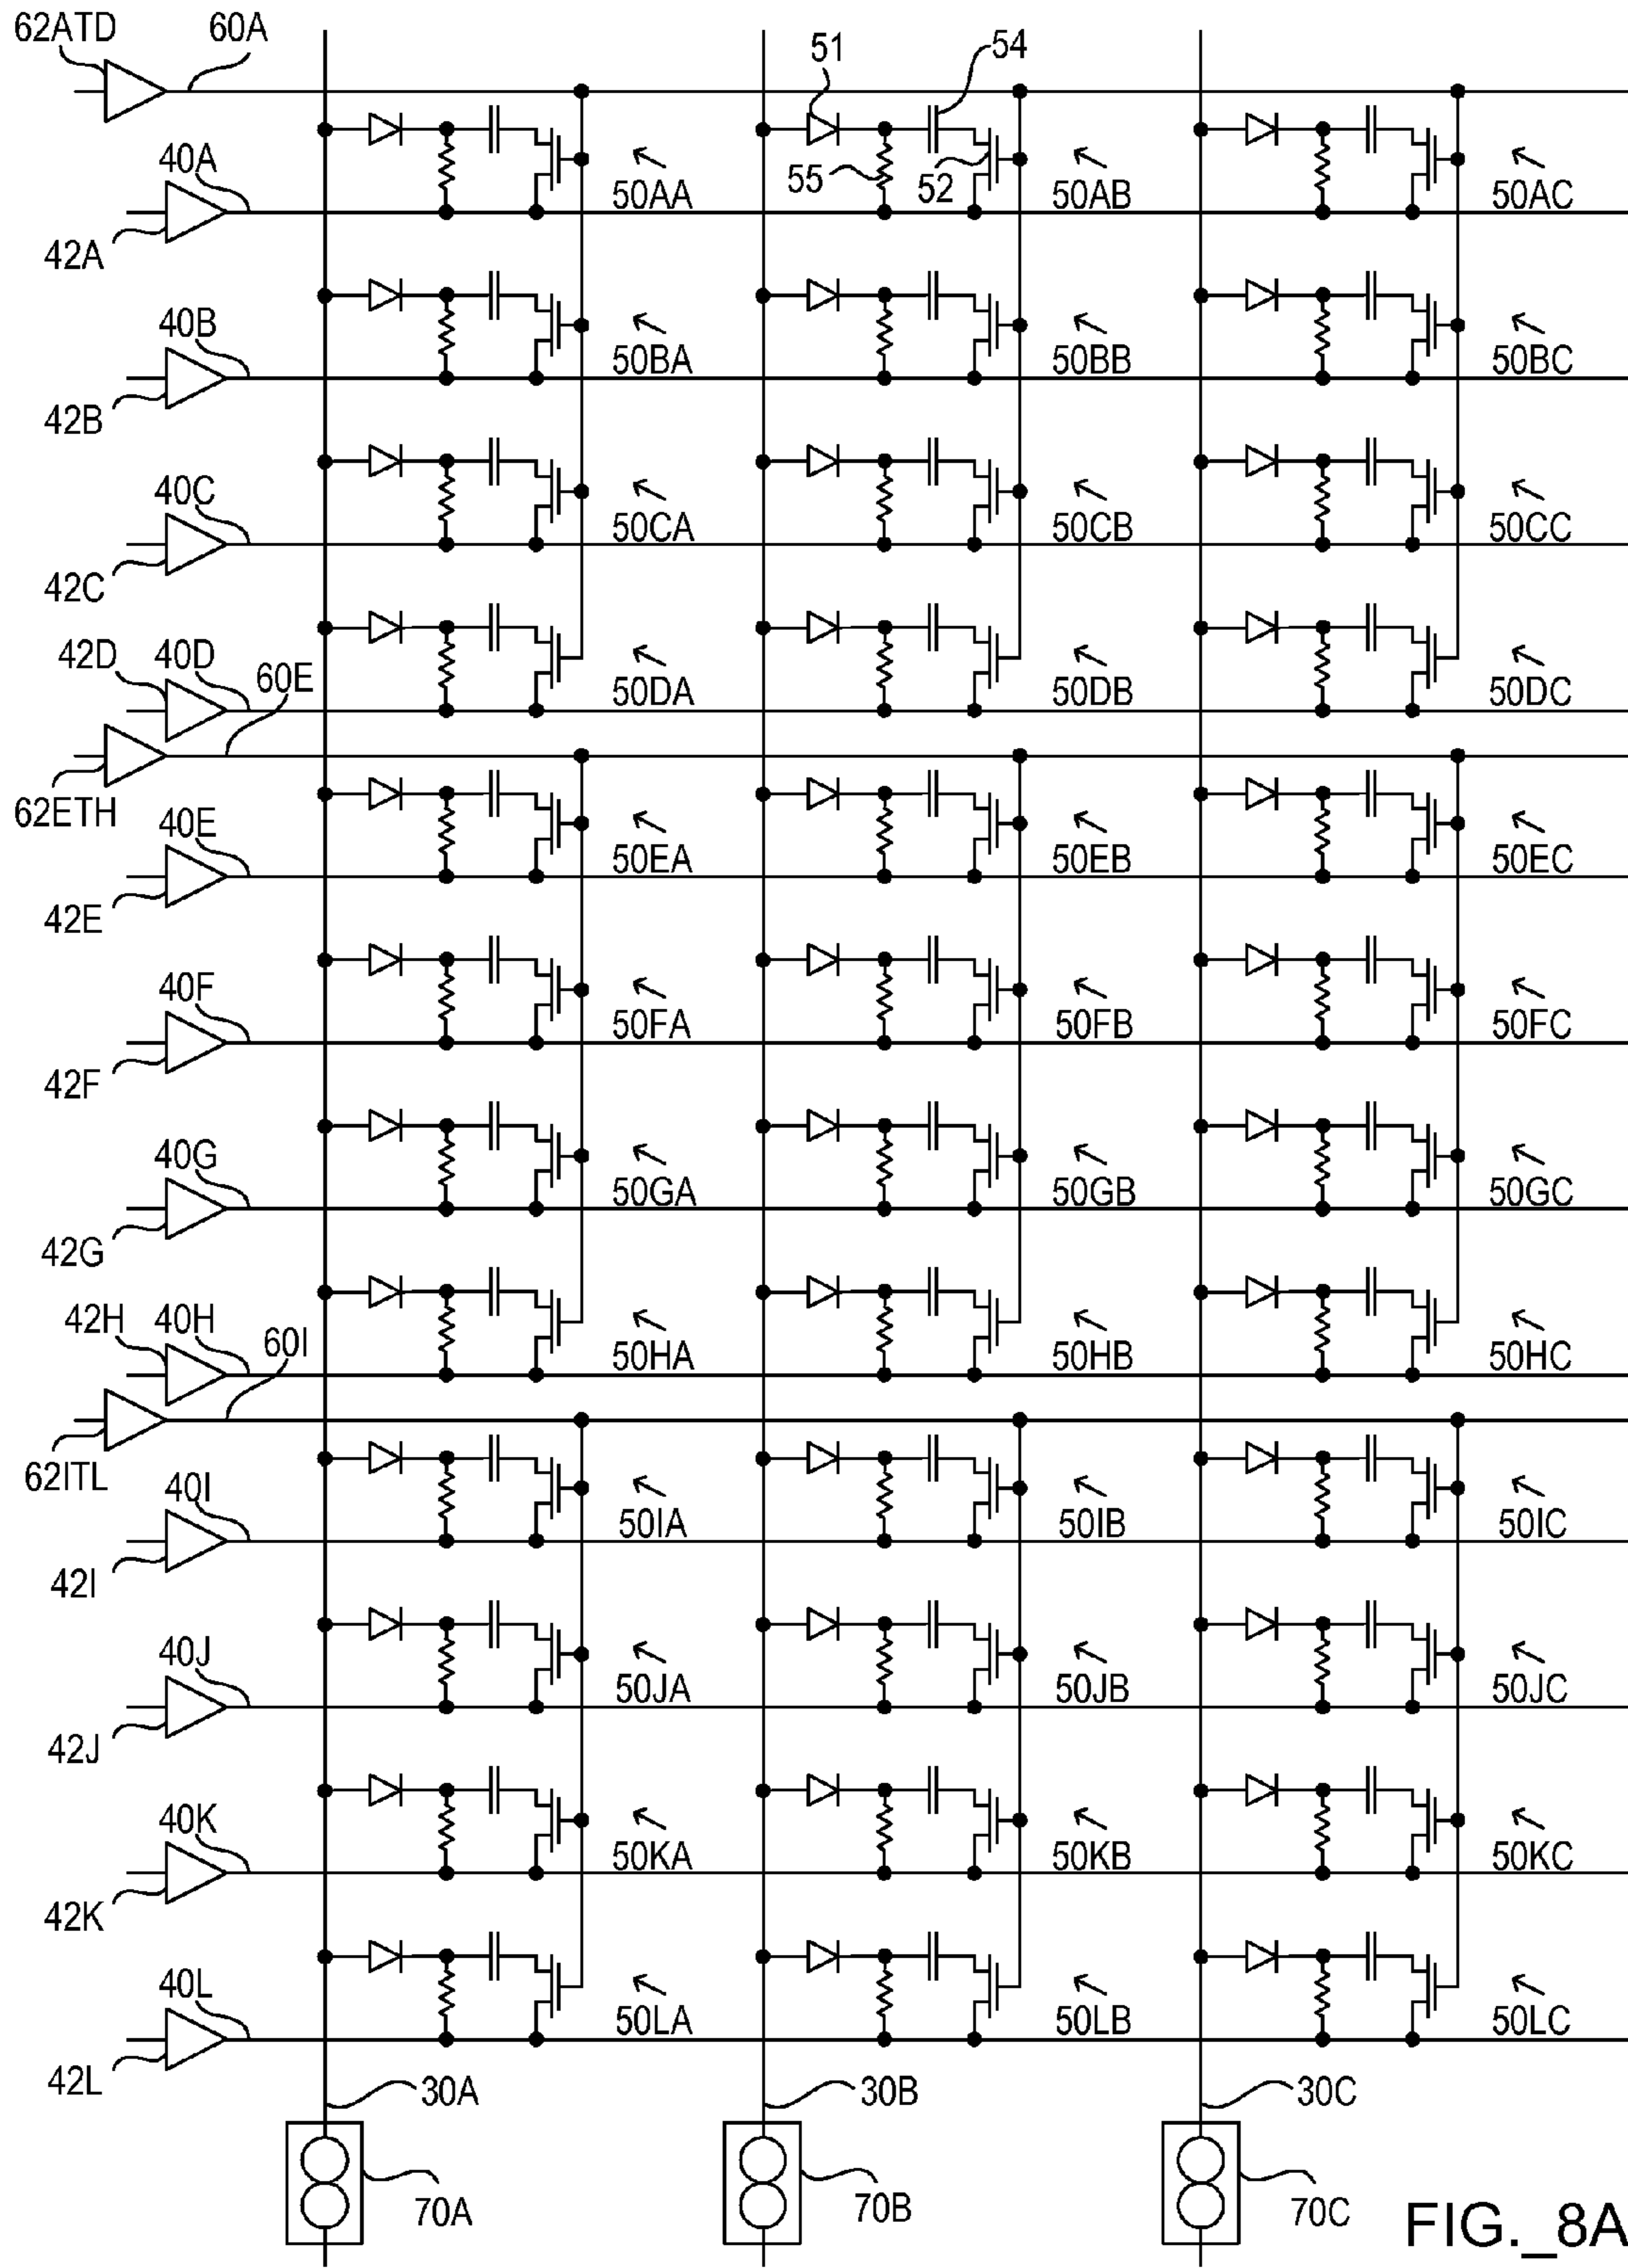 62ATD 60A 51 54
40A 55 52 50AA 50AB 50AC
42A
40B 50BA 50BB 50BC
42B
40C 50CA 50CB 50CC
42C
42D 40D 60E 50DA 50DB 50DC
62ETH 40E 50EA 50EB 50EC
42E
40F 50FA 50FB 50FC
42F
40G 50GA 50GB 50GC
42G
42H 40H 60I 50HA 50HB 50HC
62ITL 40I 50IA 50IB 50IC
42I
40J 50JA 50JB 50JC
42J
40K 50KA 50KB 50KC
42K
40L 50LA 50LB 50LC
42L
30A 30B 30C
70A 70B 70C
FIG._8A